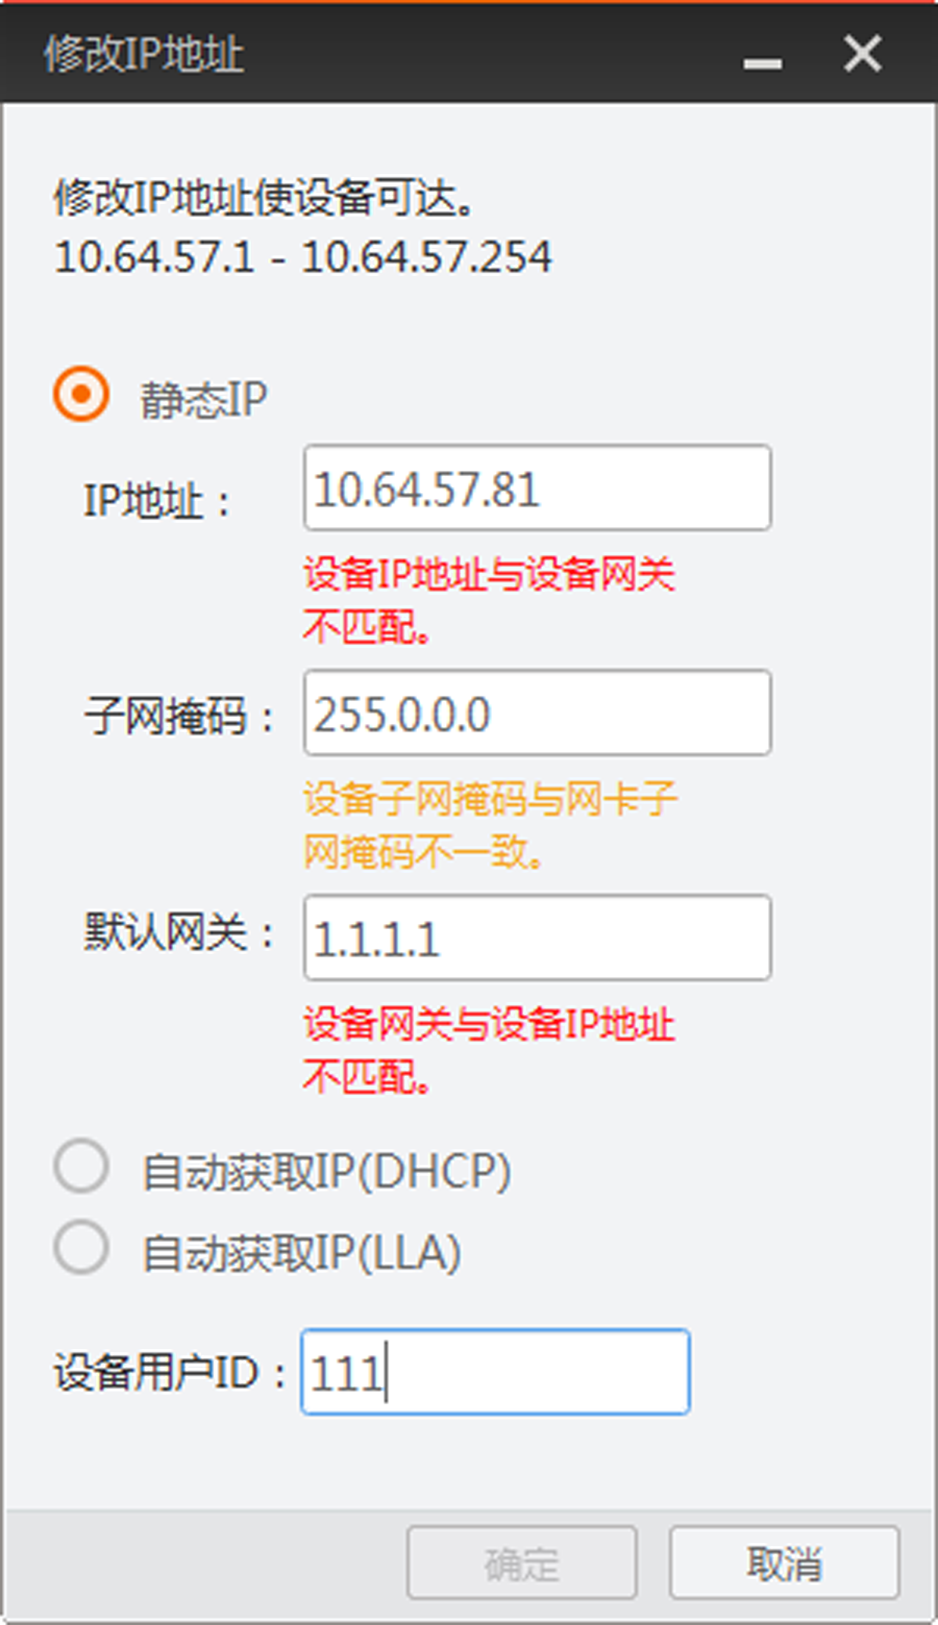 修改IP地址
修改IP地址使设备可达。
10.64.57.1 - 10.64.57.254
静态IP
IP地址：
10.64.57.81
设备IP地址与设备网关
不匹配。
子网掩码：
255.0.0.0
设备子网掩码与网卡子
网掩码不一致。
默认网关：
1.1.1.1
设备网关与设备IP地址
不匹配。
自动获取IP(DHCP)
自动获取IP(LLA)
设备用户ID：
111
确定
取消